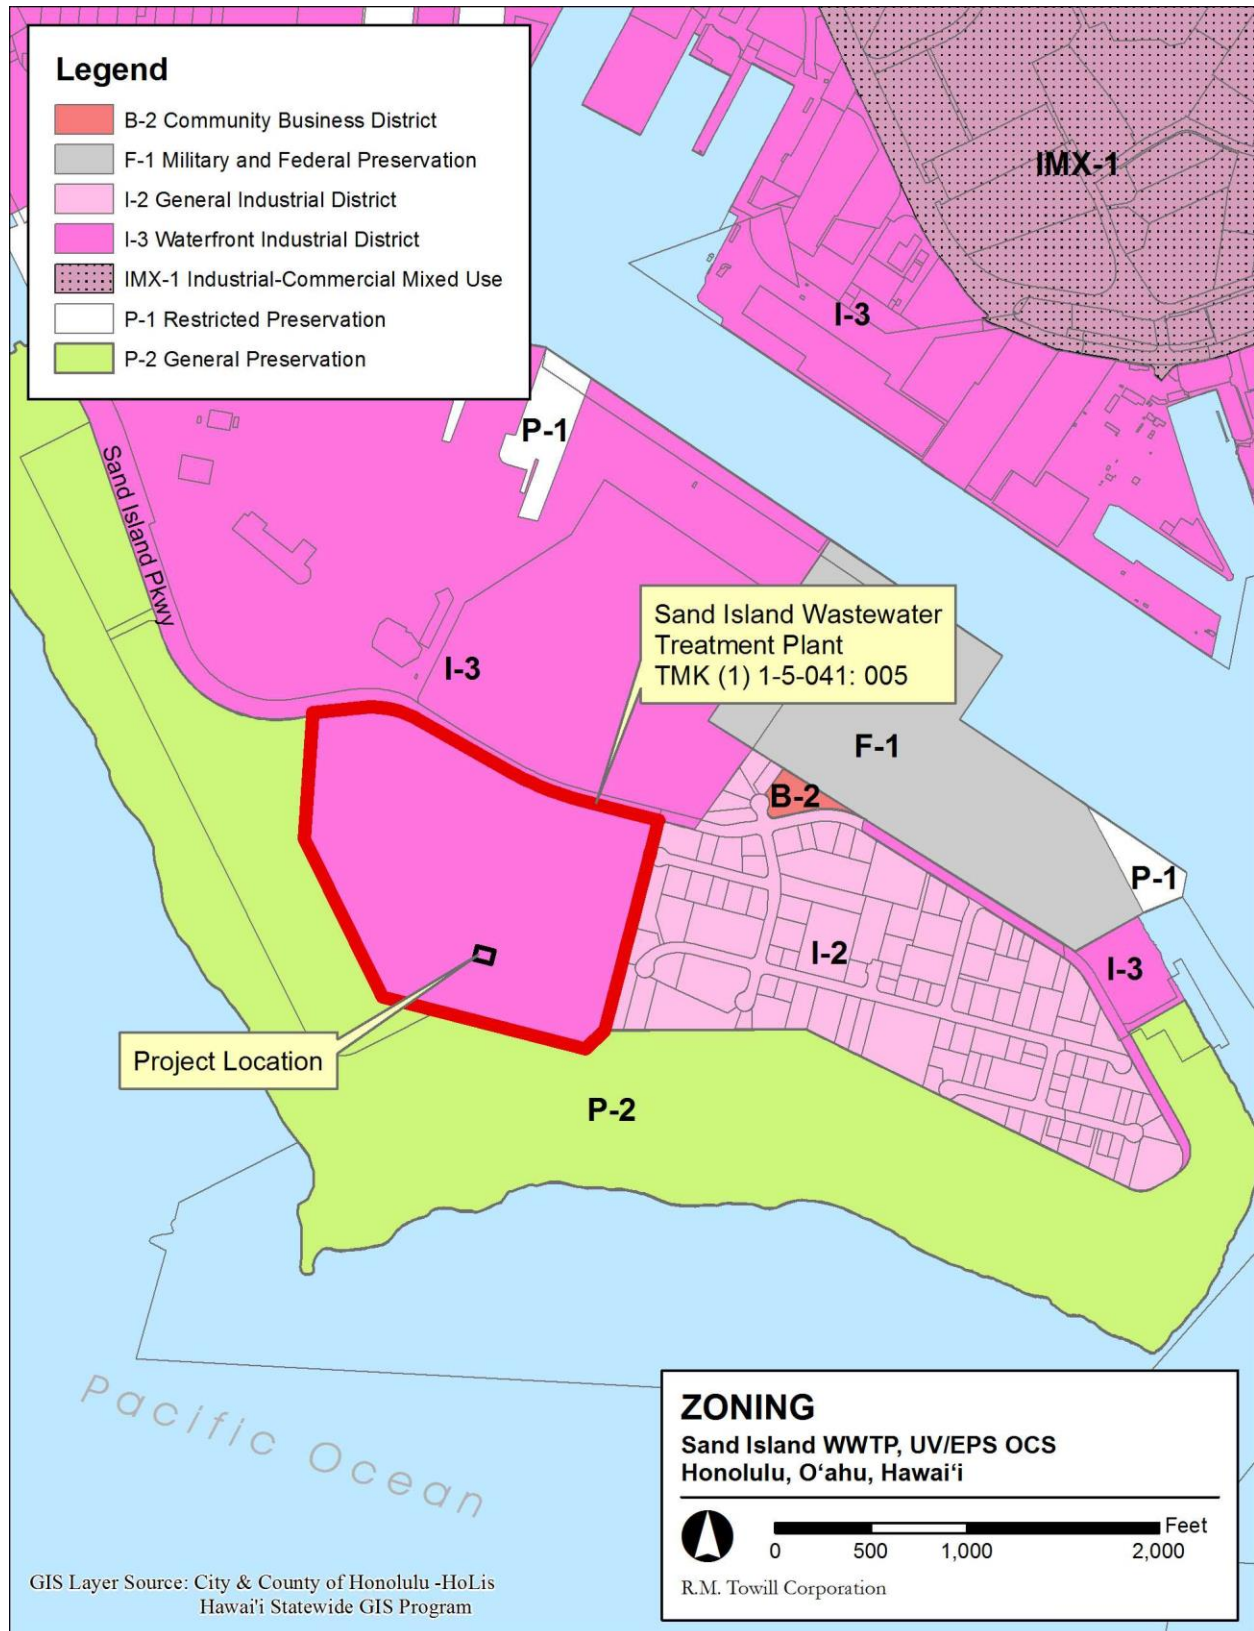 Legend
B-2 Community Business District
F-1 Military and Federal Preservation
I-2 General Industrial District
I-3 Waterfront Industrial District
IMX-1 Industrial-Commercial Mixed Use
P-1 Restricted Preservation
P-2 General Preservation
IMX-1
I-3
P-1
Sand Island Pkwy
Sand Island Wastewater
Treatment Plant
TMK (1) 1-5-041: 005
I-3
F-1
B-2
P-1
I-2
I-3
Project Location
P-2
Pacific Ocean
ZONING
Sand Island WWTP, UV/EPS OCS
Honolulu, Oʻahu, Hawaiʻi
Feet
0 500 1,000 2,000
R.M. Towill Corporation
GIS Layer Source: City & County of Honolulu -HoLis
Hawai'i Statewide GIS Program